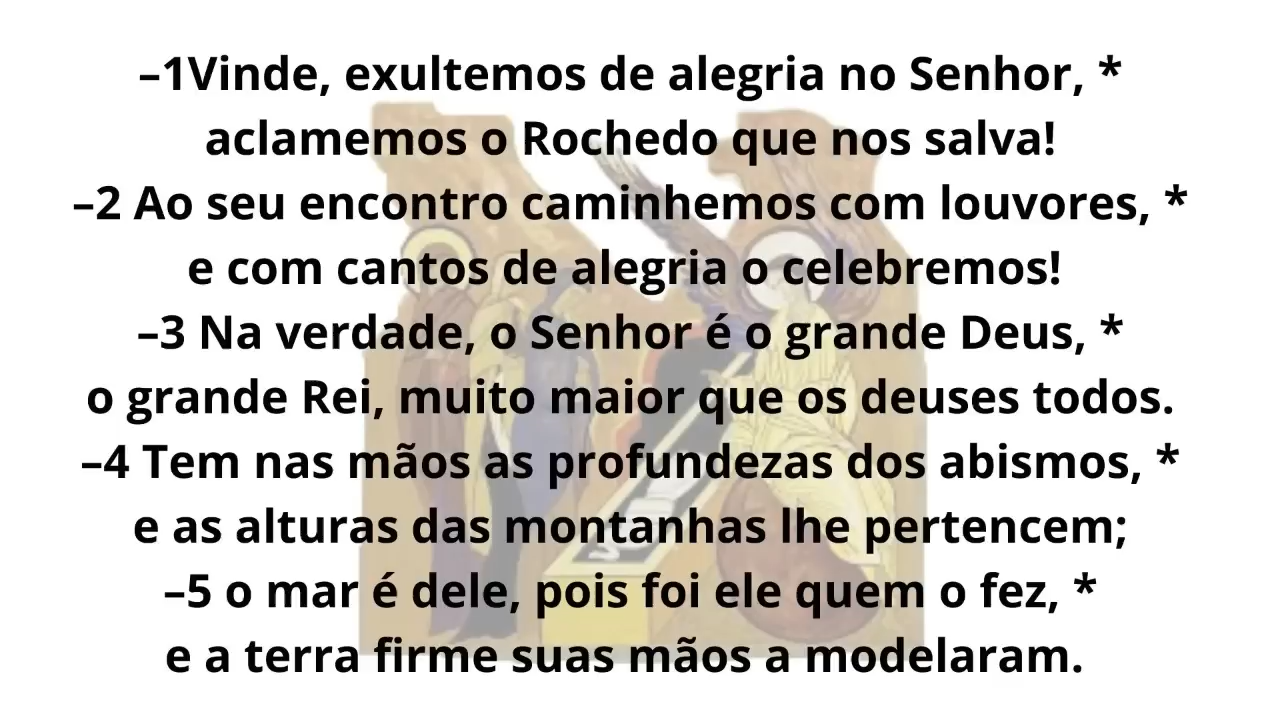 –1Vinde, exultemos de alegria no Senhor, *
aclamemos o Rochedo que nos salva!
–2 Ao seu encontro caminhemos com louvores, *
e com cantos de alegria o celebremos!
–3 Na verdade, o Senhor é o grande Deus, *
o grande Rei, muito maior que os deuses todos.
–4 Tem nas mãos as profundezas dos abismos, *
e as alturas das montanhas lhe pertencem;
–5 o mar é dele, pois foi ele quem o fez, *
e a terra firme suas mãos a modelaram.